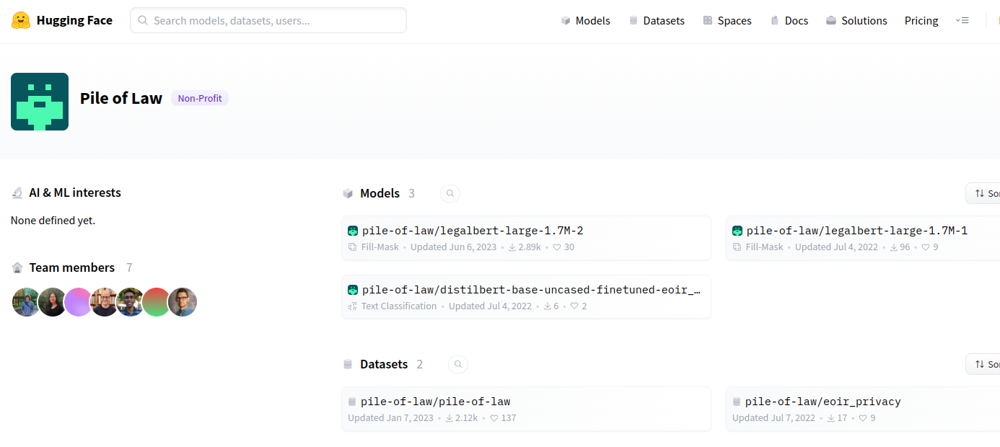 Hugging Face
Search models, datasets, users...
Models
Datasets
Spaces
Docs
Solutions
Pricing
Pile of Law
Non-Profit
AI & ML interests
None defined yet.
Team members 7
Models 3
pile-of-law/legalbert-large-1.7M-2
Fill-Mask • Updated Jun 6, 2023 • 2.89k • 30
pile-of-law/legalbert-large-1.7M-1
Fill-Mask • Updated Jul 4, 2022 • 96 • 9
pile-of-law/distilbert-base-uncased-finetuned-eoir_…
Text Classification • Updated Jul 4, 2022 • 6 • 2
Datasets 2
pile-of-law/pile-of-law
Updated Jan 7, 2023 • 2.12k • 137
pile-of-law/eoir_privacy
Updated Jul 7, 2022 • 17 • 9